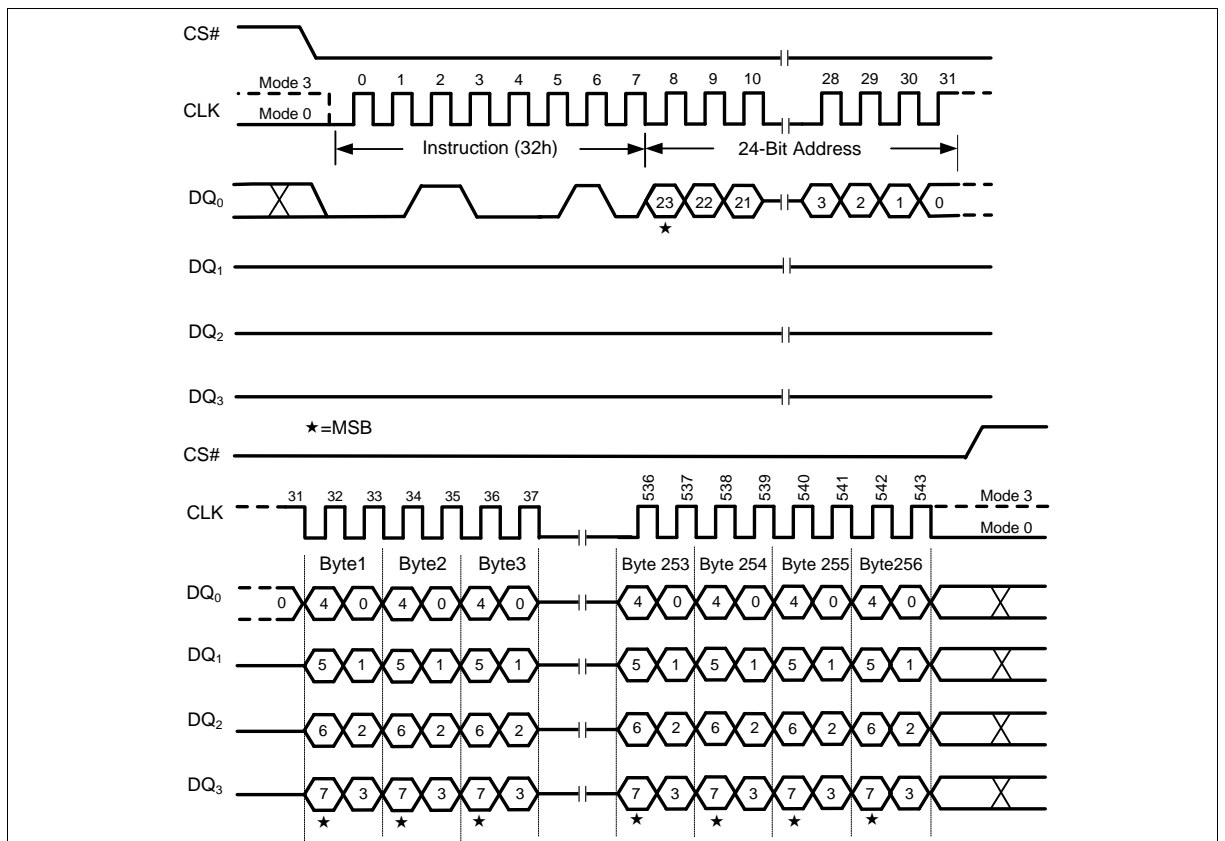 CS#
0 1 2 3 4 5 6 7 8 9 10 28 29 30 31
Mode 3
CLK
Mode 0
Instruction (32h) 24-Bit Address
DQ0 23 22 21 3 2 1 0
★
DQ1
DQ2
DQ3
★=MSB
CS#
31 32 33 34 35 36 37 536 537 538 539 540 541 542 543
CLK Mode 3
Mode 0
Byte1 Byte2 Byte3 Byte 253 Byte 254 Byte 255 Byte256
DQ0 0 4 0 4 0 4 0 4 0 4 0 4 0 4 0
DQ1 5 1 5 1 5 1 5 1 5 1 5 1 5 1
DQ2 6 2 6 2 6 2 6 2 6 2 6 2 6 2
DQ3 7 3 7 3 7 3 7 3 7 3 7 3 7 3
★ ★ ★ ★ ★ ★ ★